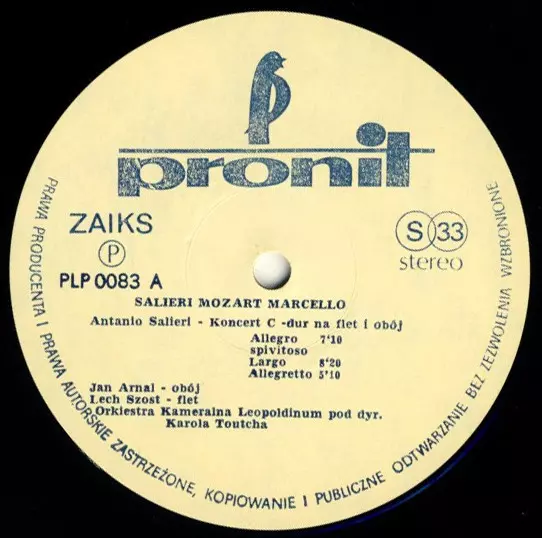 pronit
ZAIKS
P
PLP 0083 A
S 33
stereo
SALIERI MOZART MARCELLO
Antanio Salieri - Koncert C -dur na flet i obój
Allegro 7'10
spivitoso
Largo 8'20
Allegretto 5'10
Jan Arnal - obój
Lech Szost - flet
Orkiestra Kameralna Leopoldinum pod dyr.
Karola Toutcha
PRAWA PRODUCENTA I PRAWA AUTORSKIE ZASTRZEŻONE, KOPIOWANIE I PUBLICZNE ODTWARZANIE BEZ ZEZWOLENIA WZBRONIONE